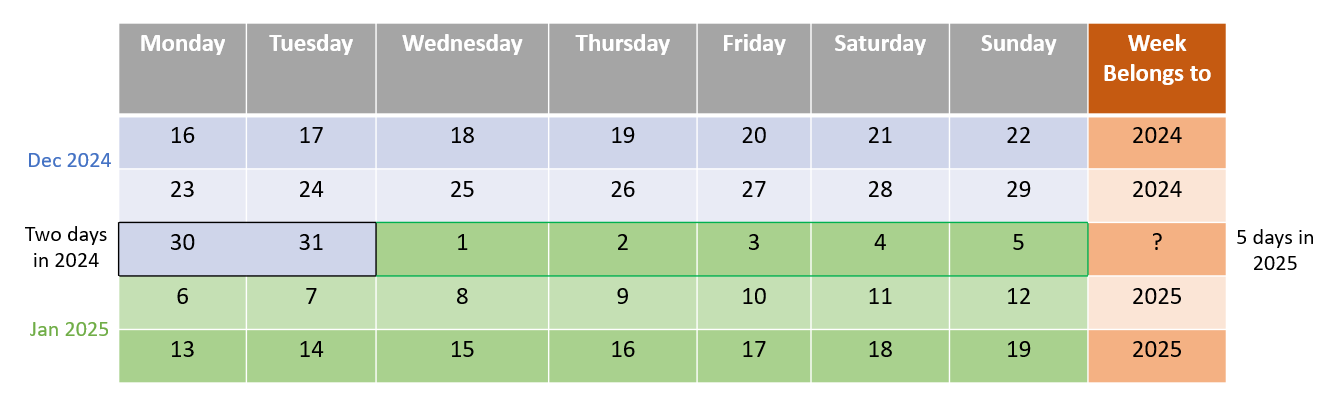 Monday Tuesday Wednesday Thursday Friday Saturday Sunday Week
Belongs to
16 17 18 19 20 21 22 2024
Dec 2024
23 24 25 26 27 28 29 2024
Two days
in 2024
30 31 1 2 3 4 5 ?
5 days in
2025
6 7 8 9 10 11 12 2025
Jan 2025
13 14 15 16 17 18 19 2025